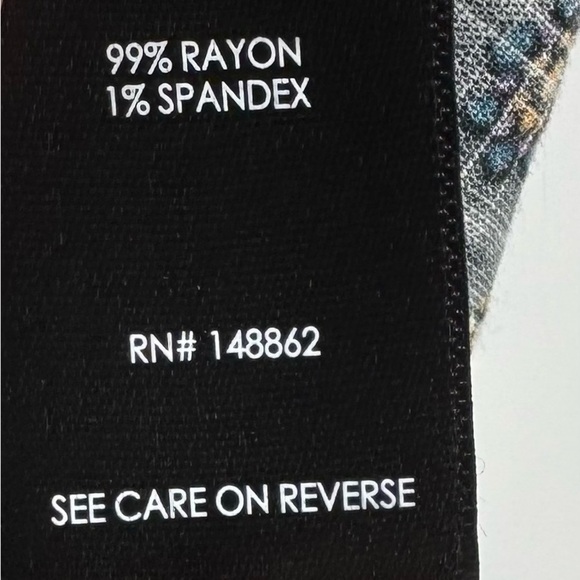 99% RAYON
1% SPANDEX
RN# 148862
SEE CARE ON REVERSE